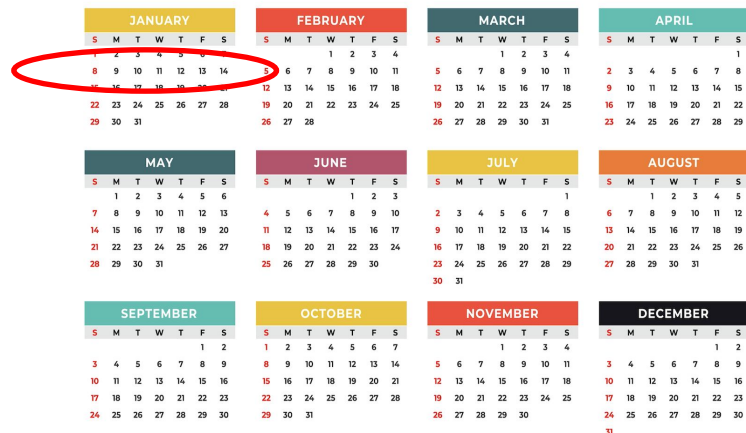 JANUARY
S M T W T F S
1 2 3 4 5 6 7
8 9 10 11 12 13 14
15 16 17 18 19 20 21
22 23 24 25 26 27 28
29 30 31
FEBRUARY
S M T W T F S
1 2 3 4
5 6 7 8 9 10 11
12 13 14 15 16 17 18
19 20 21 22 23 24 25
26 27 28
MARCH
S M T W T F S
1 2 3 4
5 6 7 8 9 10 11
12 13 14 15 16 17 18
19 20 21 22 23 24 25
26 27 28 29 30 31
APRIL
S M T W T F S
1
2 3 4 5 6 7 8
9 10 11 12 13 14 15
16 17 18 19 20 21 22
23 24 25 26 27 28 29
MAY
S M T W T F S
1 2 3 4 5 6
7 8 9 10 11 12 13
14 15 16 17 18 19 20
21 22 23 24 25 26 27
28 29 30 31
JUNE
S M T W T F S
1 2 3
4 5 6 7 8 9 10
11 12 13 14 15 16 17
18 19 20 21 22 23 24
25 26 27 28 29 30
JULY
S M T W T F S
1
2 3 4 5 6 7 8
9 10 11 12 13 14 15
16 17 18 19 20 21 22
23 24 25 26 27 28 29
30 31
AUGUST
S M T W T F S
1 2 3 4 5
6 7 8 9 10 11 12
13 14 15 16 17 18 19
20 21 22 23 24 25 26
27 28 29 30 31
SEPTEMBER
S M T W T F S
1 2
3 4 5 6 7 8 9
10 11 12 13 14 15 16
17 18 19 20 21 22 23
24 25 26 27 28 29 30
OCTOBER
S M T W T F S
1 2 3 4 5 6 7
8 9 10 11 12 13 14
15 16 17 18 19 20 21
22 23 24 25 26 27 28
29 30 31
NOVEMBER
S M T W T F S
1 2 3 4
5 6 7 8 9 10 11
12 13 14 15 16 17 18
19 20 21 22 23 24 25
26 27 28 29 30
DECEMBER
S M T W T F S
1 2
3 4 5 6 7 8 9
10 11 12 13 14 15 16
17 18 19 20 21 22 23
24 25 26 27 28 29 30
31